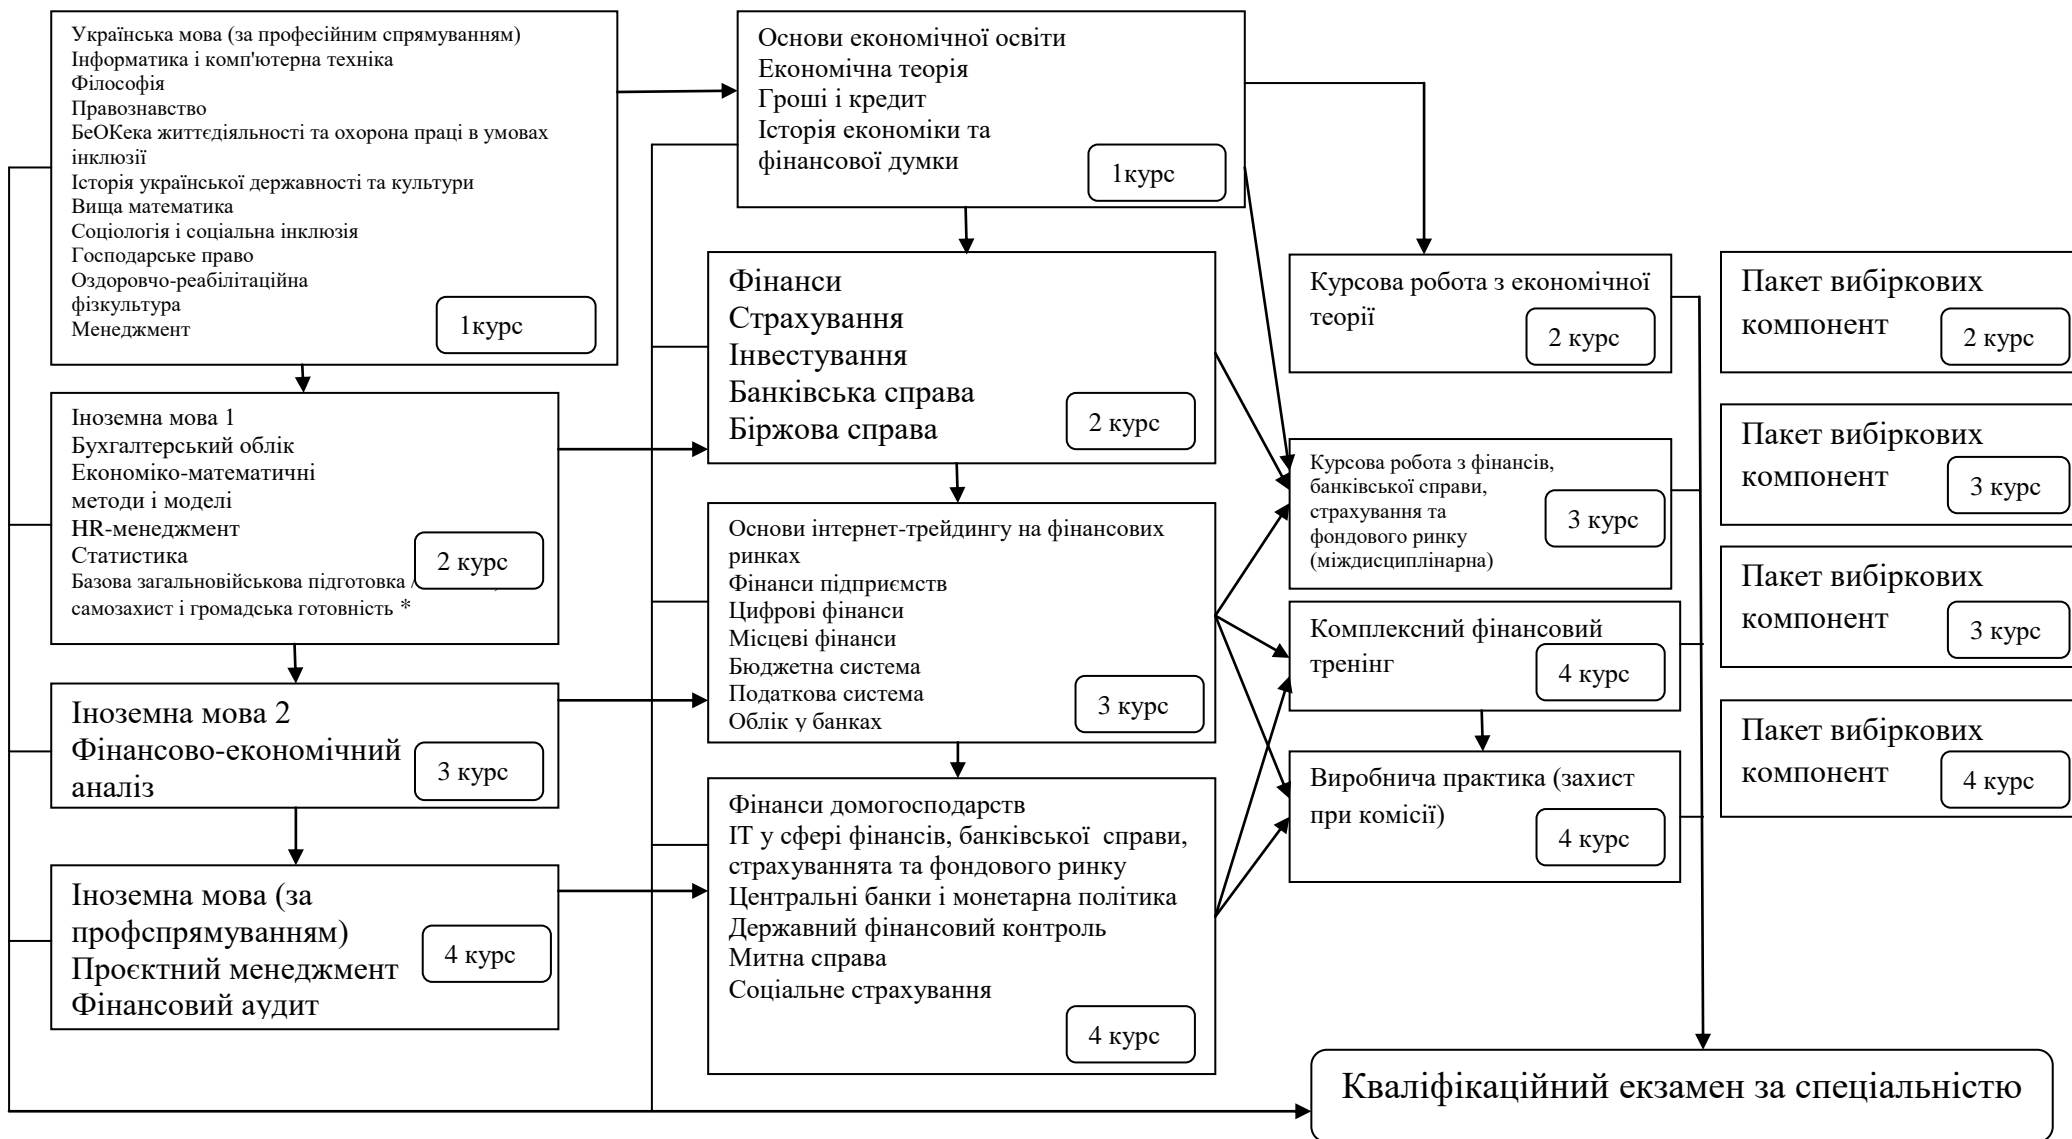 Українська мова (за професійним спрямуванням)
Інформатика і комп'ютерна техніка
Філософія
Правознавство
БеОКека життєдіяльності та охорона праці в умовах
інклюзії
Історія української державності та культури
Вища математика
Соціологія і соціальна інклюзія
Господарське право
Оздоровчо-реабілітаційна
фізкультура
Менеджмент
1курс
Іноземна мова 1
Бухгалтерський облік
Економіко-математичні
методи і моделі
HR-менеджмент
Статистика
Базова загальновійськова підготовка /
самозахист і громадська готовність *
2 курс
Іноземна мова 2
Фінансово-економічний
аналіз
3 курс
Іноземна мова (за
профспрямуванням)
Проєктний менеджмент
Фінансовий аудит
4 курс
Основи економічної освіти
Економічна теорія
Гроші і кредит
Історія економіки та
фінансової думки
1курс
Фінанси
Страхування
Інвестування
Банківська справа
Біржова справа
2 курс
Основи інтернет-трейдингу на фінансових
ринках
Фінанси підприємств
Цифрові фінанси
Місцеві фінанси
Бюджетна система
Податкова система
Облік у банках
3 курс
Фінанси домогосподарств
ІТ у сфері фінансів, банківської справи,
страхуваннята та фондового ринку
Центральні банки і монетарна політика
Державний фінансовий контроль
Митна справа
Соціальне страхування
4 курс
Курсова робота з економічної
теорії
2 курс
Курсова робота з фінансів,
банківської справи,
страхування та
фондового ринку
(міждисциплінарна)
3 курс
Комплексний фінансовий
тренінг
4 курс
Виробнича практика (захист
при комісії)
4 курс
Пакет вибіркових
компонент
2 курс
Пакет вибіркових
компонент
3 курс
Пакет вибіркових
компонент
3 курс
Пакет вибіркових
компонент
4 курс
Кваліфікаційний екзамен за спеціальністю